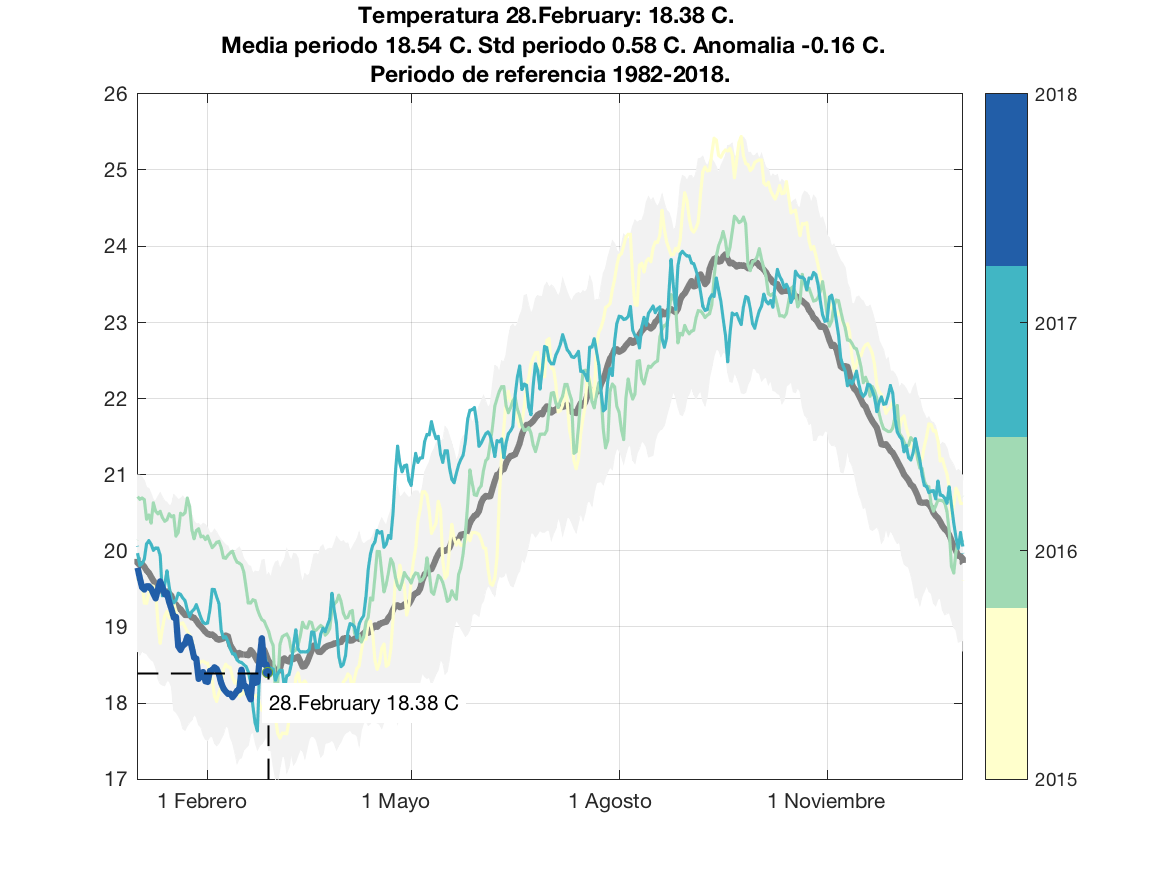 Temperatura 28.February: 18.38 C.
Media periodo 18.54 C. Std periodo 0.58 C. Anomalia -0.16 C.
Periodo de referencia 1982-2018.
26
25
24
23
22
21
20
19
18
17
28.February 18.38 C
1 Febrero
1 Mayo
1 Agosto
1 Noviembre
2018
2017
2016
2015